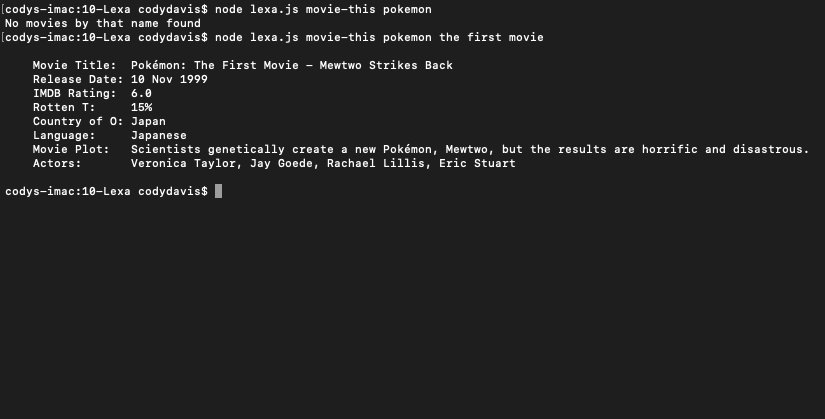 [codys-imac:10-Lexa codydavis$ node lexa.js movie-this pokemon
No movies by that name found
[codys-imac:10-Lexa codydavis$ node lexa.js movie-this pokemon the first movie
Movie Title: Pokémon: The First Movie - Mewtwo Strikes Back
Release Date: 10 Nov 1999
IMDB Rating: 6.0
Rotten T: 15%
Country of O: Japan
Language: Japanese
Movie Plot: Scientists genetically create a new Pokémon, Mewtwo, but the results are horrific and disastrous.
Actors: Veronica Taylor, Jay Goede, Rachael Lillis, Eric Stuart
codys-imac:10-Lexa codydavis$